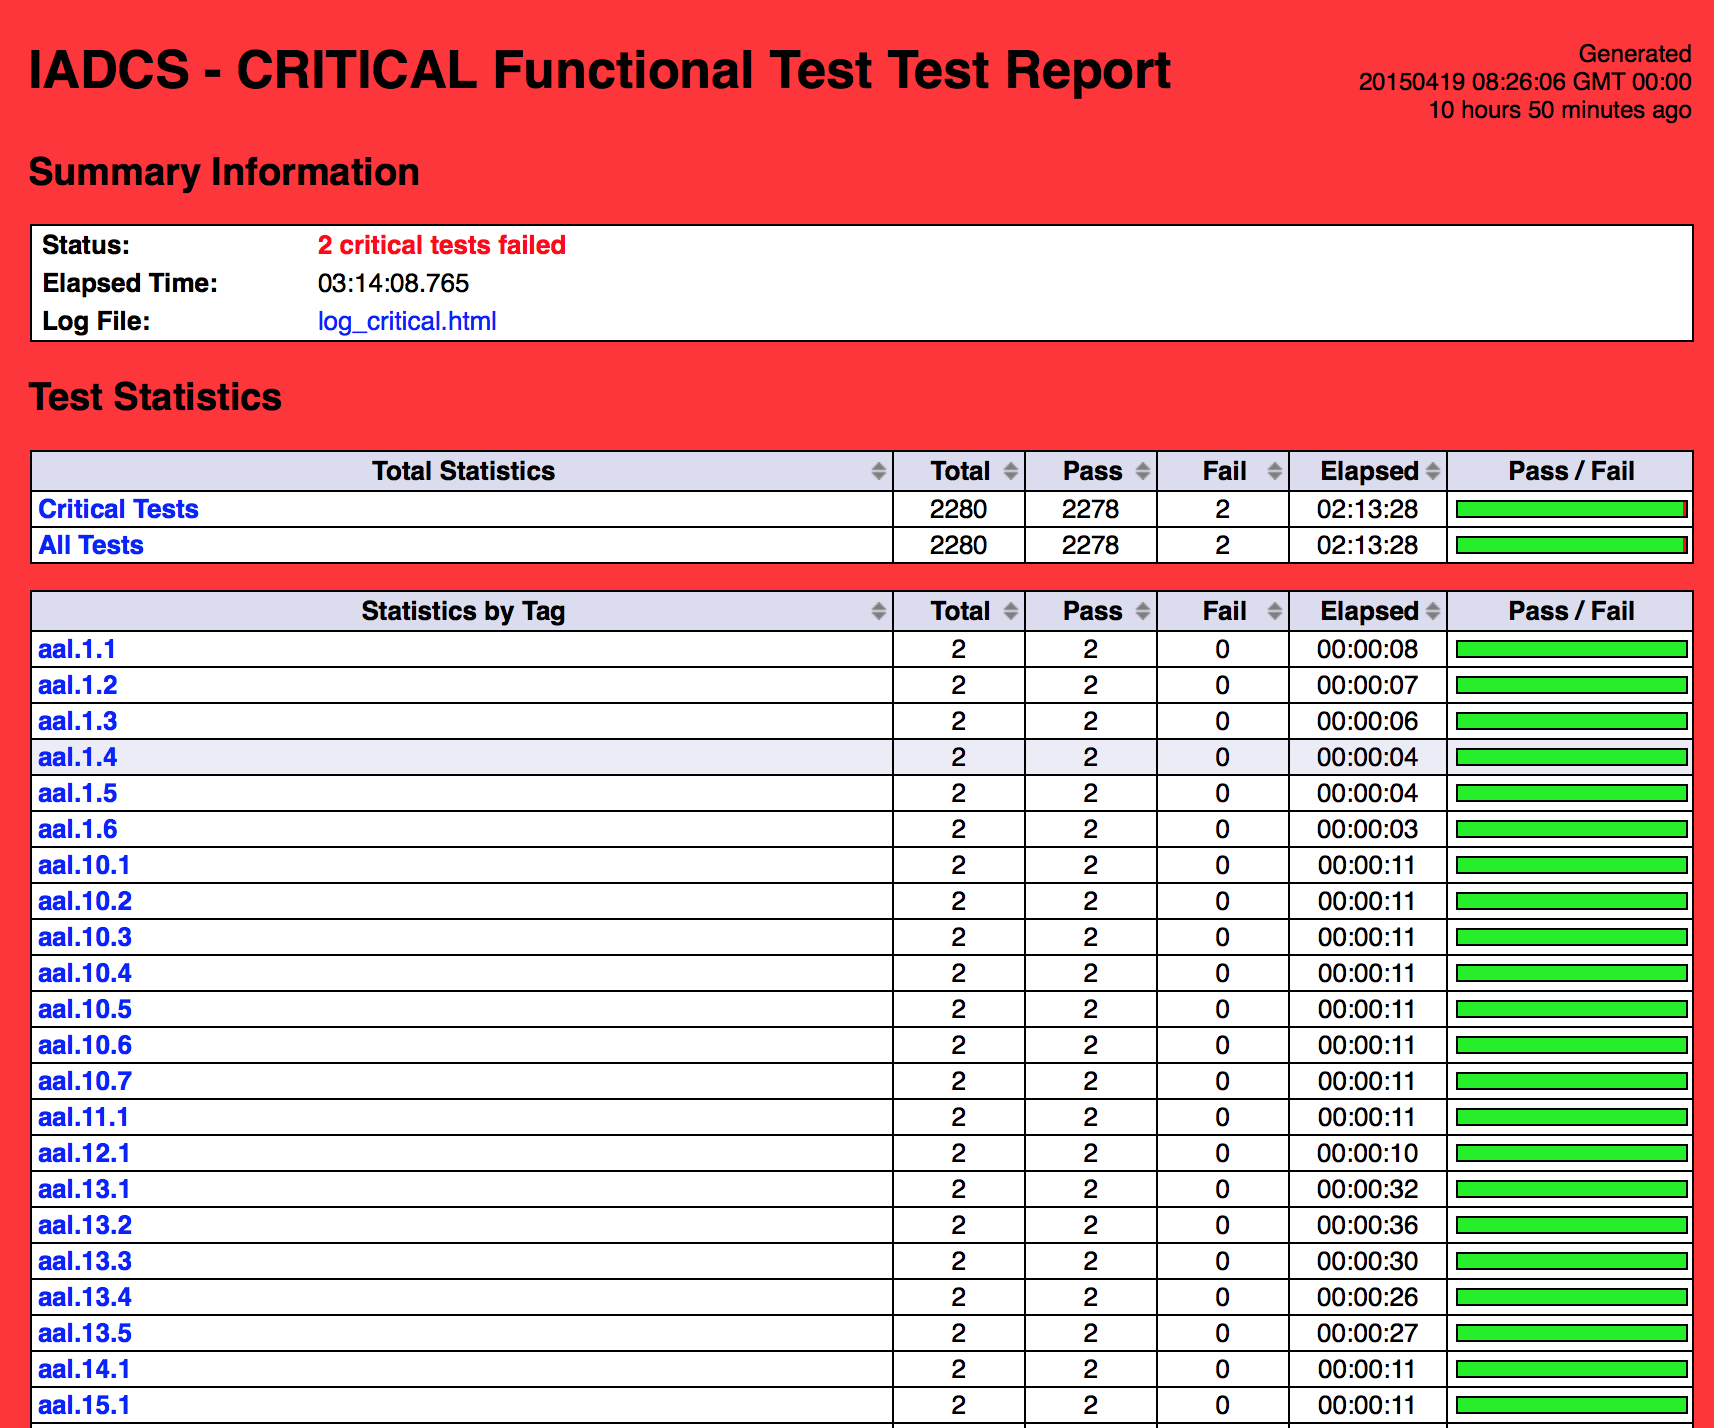 IADCS - CRITICAL Functional Test Test Report
Generated
20150419 08:26:06 GMT 00:00
10 hours 50 minutes ago
Summary Information
Status: 2 critical tests failed
Elapsed Time: 03:14:08.765
Log File: log_critical.html
Test Statistics
Total Statistics Total Pass Fail Elapsed Pass / Fail
Critical Tests 2280 2278 2 02:13:28
All Tests 2280 2278 2 02:13:28
Statistics by Tag Total Pass Fail Elapsed Pass / Fail
aal.1.1 2 2 0 00:00:08
aal.1.2 2 2 0 00:00:07
aal.1.3 2 2 0 00:00:06
aal.1.4 2 2 0 00:00:04
aal.1.5 2 2 0 00:00:04
aal.1.6 2 2 0 00:00:03
aal.10.1 2 2 0 00:00:11
aal.10.2 2 2 0 00:00:11
aal.10.3 2 2 0 00:00:11
aal.10.4 2 2 0 00:00:11
aal.10.5 2 2 0 00:00:11
aal.10.6 2 2 0 00:00:11
aal.10.7 2 2 0 00:00:11
aal.11.1 2 2 0 00:00:11
aal.12.1 2 2 0 00:00:10
aal.13.1 2 2 0 00:00:32
aal.13.2 2 2 0 00:00:36
aal.13.3 2 2 0 00:00:30
aal.13.4 2 2 0 00:00:26
aal.13.5 2 2 0 00:00:27
aal.14.1 2 2 0 00:00:11
aal.15.1 2 2 0 00:00:11